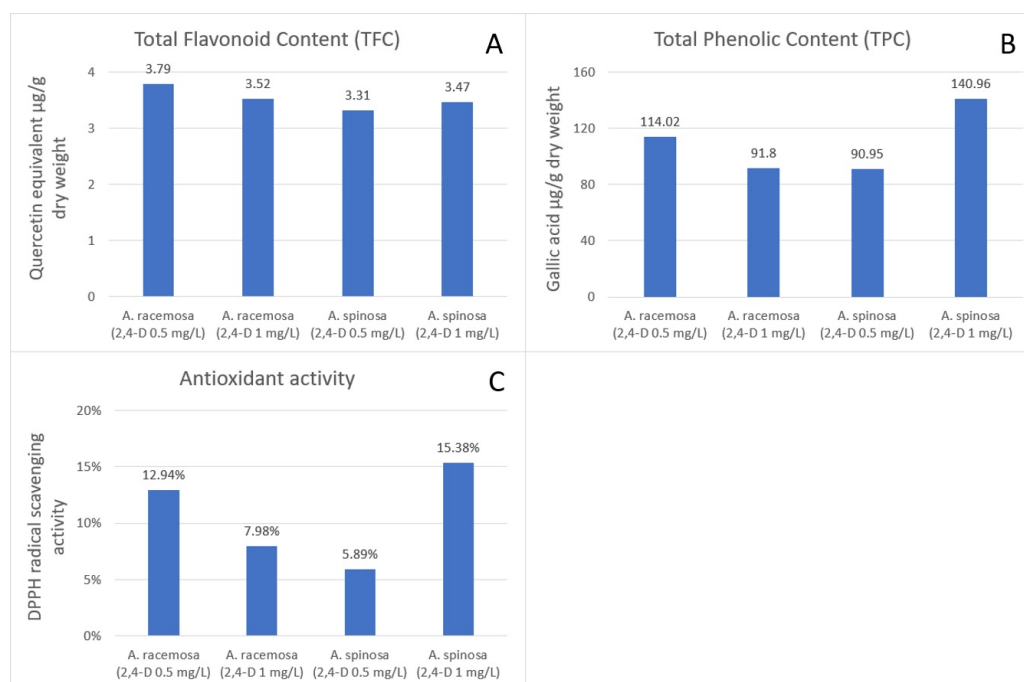 Total Flavonoid Content (TFC)
A
Quercetin equivalent µg/g
dry weight
4
3
2
1
0
3.79
3.52
3.31
3.47
A. racemosa
(2,4-D 0.5 mg/L)
A. racemosa
(2,4-D 1 mg/L)
A. spinosa
(2,4-D 0.5 mg/L)
A. spinosa
(2,4-D 1 mg/L)
Total Phenolic Content (TPC)
B
Gallic acid µg/g dry weight
160
120
80
40
0
114.02
91.8
90.95
140.96
A. racemosa
(2,4-D 0.5 mg/L)
A. racemosa
(2,4-D 1 mg/L)
A. spinosa
(2,4-D 0.5 mg/L)
A. spinosa
(2,4-D 1 mg/L)
Antioxidant activity
C
DPPH radical scavenging
activity
20%
15%
10%
5%
0%
12.94%
7.98%
5.89%
15.38%
A. racemosa
(2,4-D 0.5 mg/L)
A. racemosa
(2,4-D 1 mg/L)
A. spinosa
(2,4-D 0.5 mg/L)
A. spinosa
(2,4-D 1 mg/L)